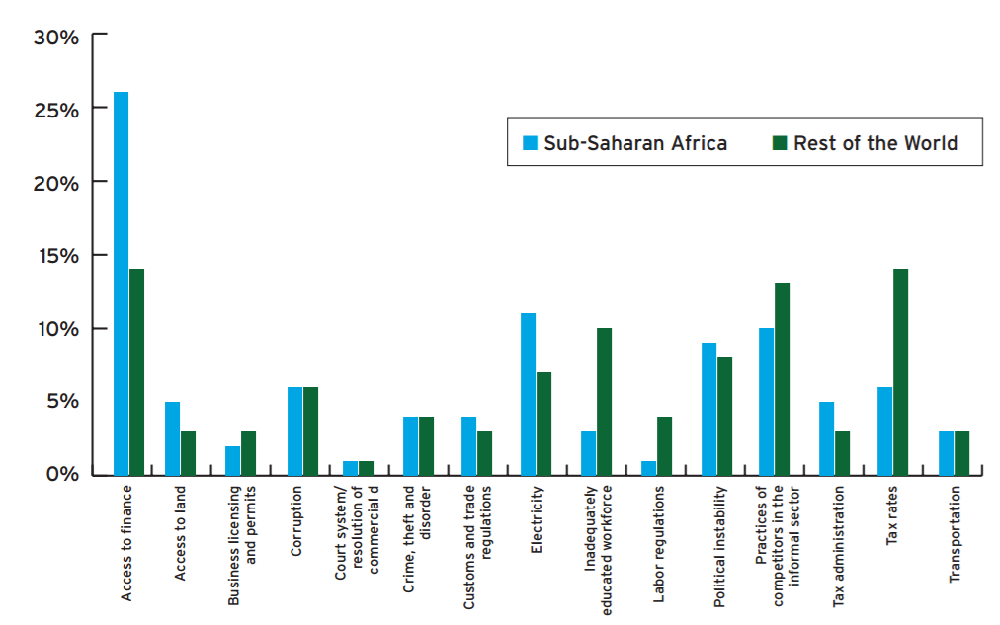 30%
25%
20%
15%
10%
5%
0%
Sub-Saharan Africa
Rest of the World
Access to finance
Access to land
Business licensing
and permits
Corruption
Court system/
resolution of
commercial d
Crime, theft and
disorder
Customs and trade
regulations
Electricity
Inadequately
educated workforce
Labor regulations
Political instability
Practices of
competitors in the
informal sector
Tax administration
Tax rates
Transportation